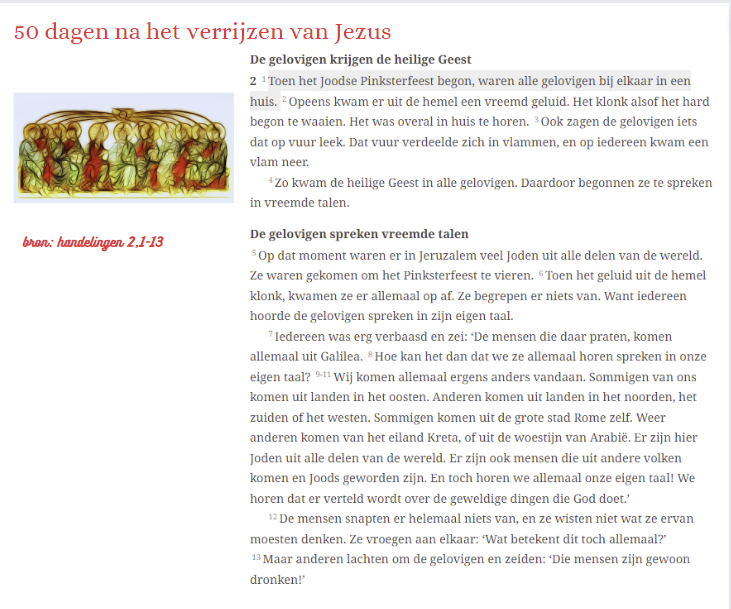 50 dagen na het verrijzen van Jezus
De gelovigen krijgen de heilige Geest
2 1 Toen het Joodse Pinksterfeest begon, waren alle gelovigen bij elkaar in een
huis. 2 Opeens kwam er uit de hemel een vreemd geluid. Het klonk alsof het hard
begon te waaien. Het was overal in huis te horen. 3 Ook zagen de gelovigen iets
dat op vuur leek. Dat vuur verdeelde zich in vlammen, en op iedereen kwam een
vlam neer.
4 Zo kwam de heilige Geest in alle gelovigen. Daardoor begonnen ze te spreken
in vreemde talen.
bron: handelingen 2,1-13
De gelovigen spreken vreemde talen
5 Op dat moment waren er in Jeruzalem veel Joden uit alle delen van de wereld.
Ze waren gekomen om het Pinksterfeest te vieren. 6 Toen het geluid uit de hemel
klonk, kwamen ze er allemaal op af. Ze begrepen er niets van. Want iedereen
hoorde de gelovigen spreken in zijn eigen taal.
7 Iedereen was erg verbaasd en zei: ‘De mensen die daar praten, komen
allemaal uit Galilea. 8 Hoe kan het dan dat we ze allemaal horen spreken in onze
eigen taal? 9-11 Wij komen allemaal ergens anders vandaan. Sommigen van ons
komen uit landen in het oosten. Anderen komen uit landen in het noorden, het
zuiden of het westen. Sommigen komen uit de grote stad Rome zelf. Weer
anderen komen van het eiland Kreta, of uit de woestijn van Arabië. Er zijn hier
Joden uit alle delen van de wereld. Er zijn ook mensen die uit andere volken
komen en Joods geworden zijn. En toch horen we allemaal onze eigen taal! We
horen dat er verteld wordt over de geweldige dingen die God doet.’
12 De mensen snapten er helemaal niets van, en ze wisten niet wat ze ervan
moesten denken. Ze vroegen aan elkaar: ‘Wat betekent dit toch allemaal?’
13 Maar anderen lachten om de gelovigen en zeiden: ‘Die mensen zijn gewoon
dronken!’